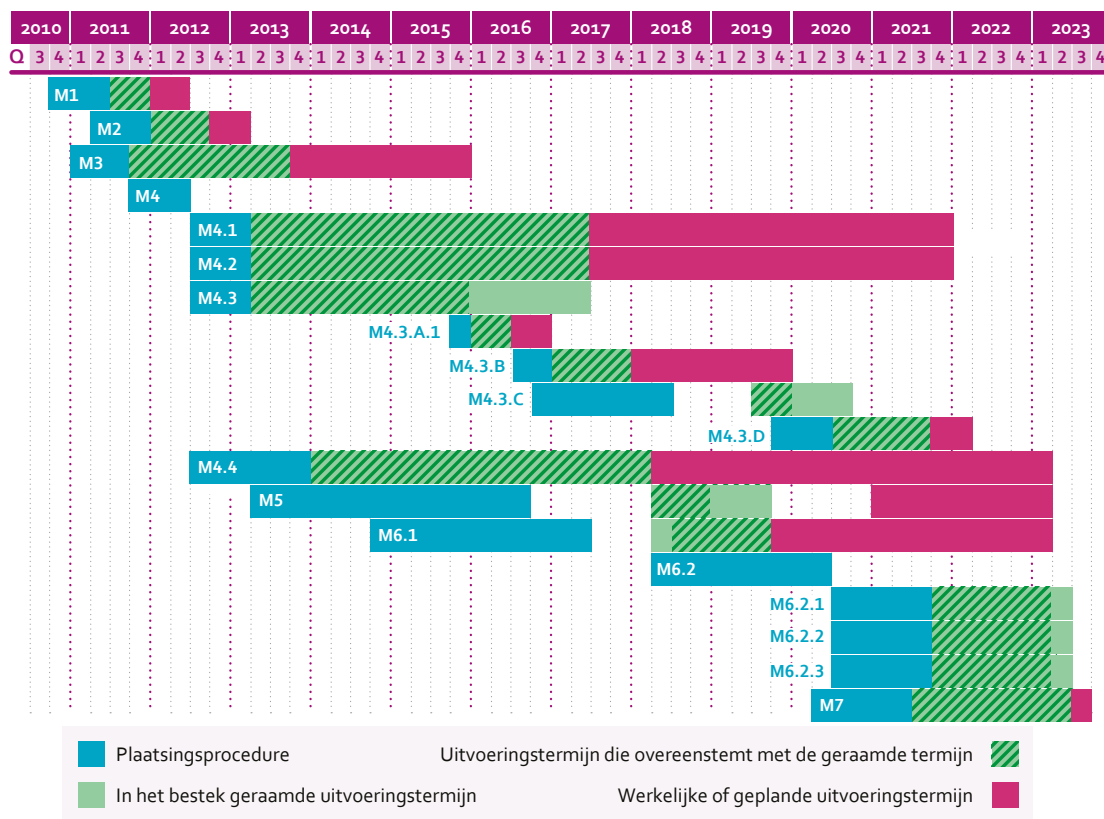 2010 2011 2012 2013 2014 2015 2016 2017 2018 2019 2020 2021 2022 2023
Q 3 4 1 2 3 4 1 2 3 4 1 2 3 4 1 2 3 4 1 2 3 4 1 2 3 4 1 2 3 4 1 2 3 4 1 2 3 4 1 2 3 4 1 2 3 4 1 2 3 4 1 2 3 4
M1
M2
M3
M4
M4.1
M4.2
M4.3
M4.3.A.1
M4.3.B
M4.3.C
M4.3.D
M4.4
M5
M6.1
M6.2
M6.2.1
M6.2.2
M6.2.3
M7
Plaatsingsprocedure
Uitvoeringstermijn die overeenstemt met de geraamde termijn
In het bestek geraamde uitvoeringstermijn
Werkelijke of geplande uitvoeringstermijn